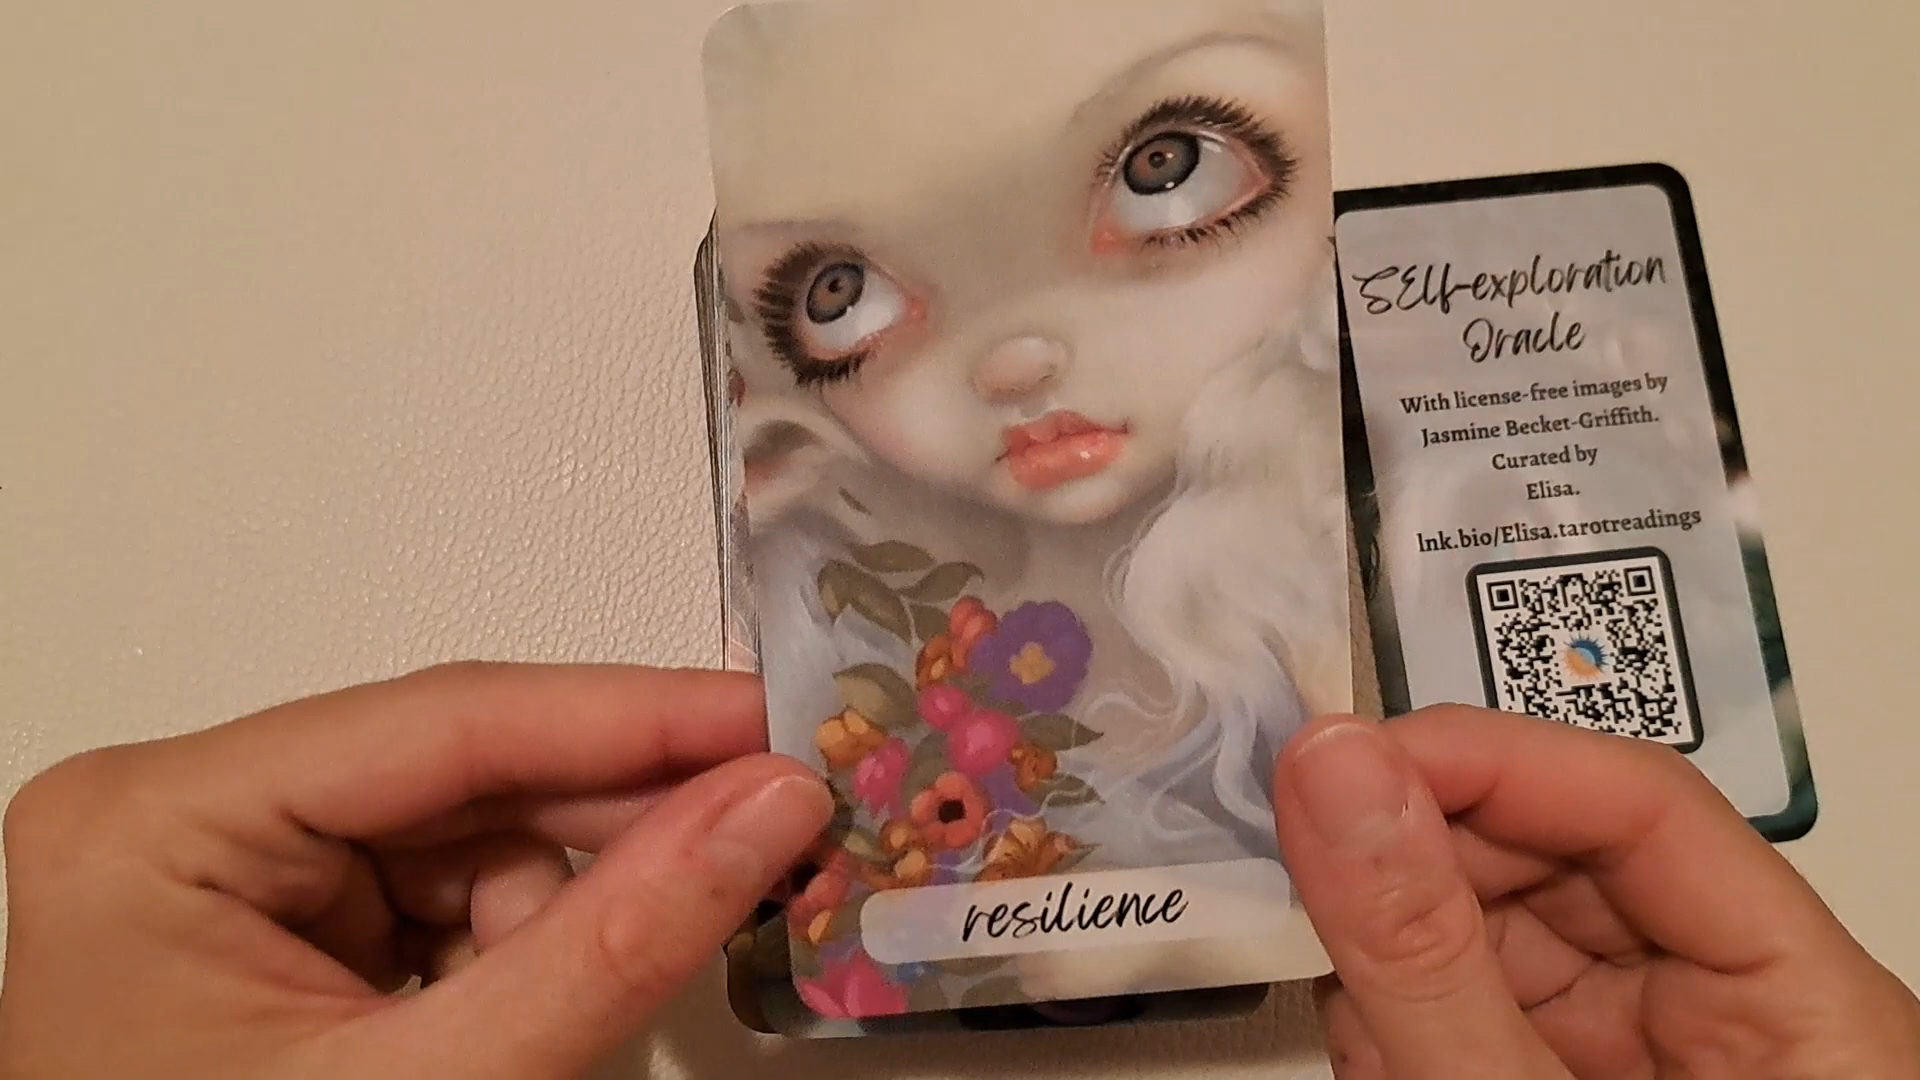 resilience
SElf-exploration
Oracle
With license-free images by
Jasmine Becket-Griffith.
Curated by
Elisa.
lnk.bio/Elisa.tarotreadings